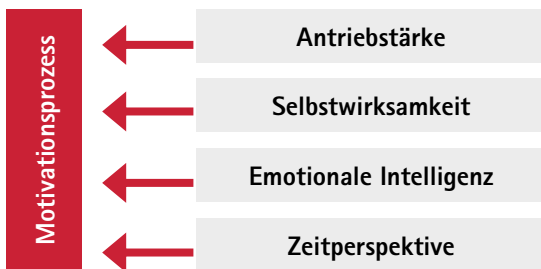 Motivationsprozess
Antriebstärke
Selbstwirksamkeit
Emotionale Intelligenz
Zeitperspektive